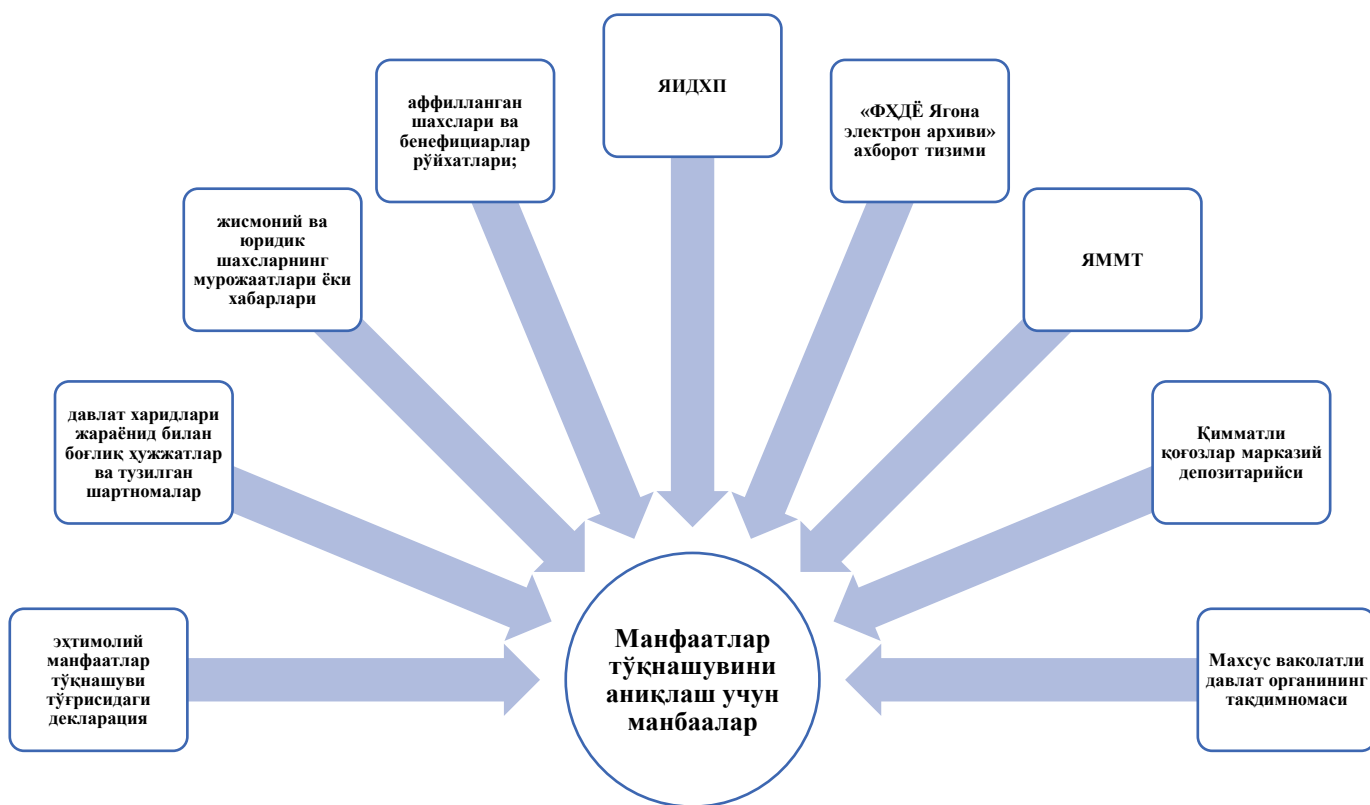 ЯИДХП
аффилланган
шахслари ва
бенефициарлар
рўйхатлари;
«ФҲДЁ Ягона
электрон архиви»
ахборот тизими
жисмоний ва
юридик
шахсларнинг
мурожаатлари ёки
хабарлари
ЯММТ
давлат харидлари
жараёнид билан
боғлиқ ҳужжатлар
ва тузилган
шартномалар
Қимматли
қоғозлар марказий
депозитарийси
эҳтимолий
манфаатлар
тўқнашуви
тўғрисидаги
декларация
Манфаатлар
тўқнашувини
аниқлаш учун
манбаалар
Махсус ваколатли
давлат органининг
тақдимномаси